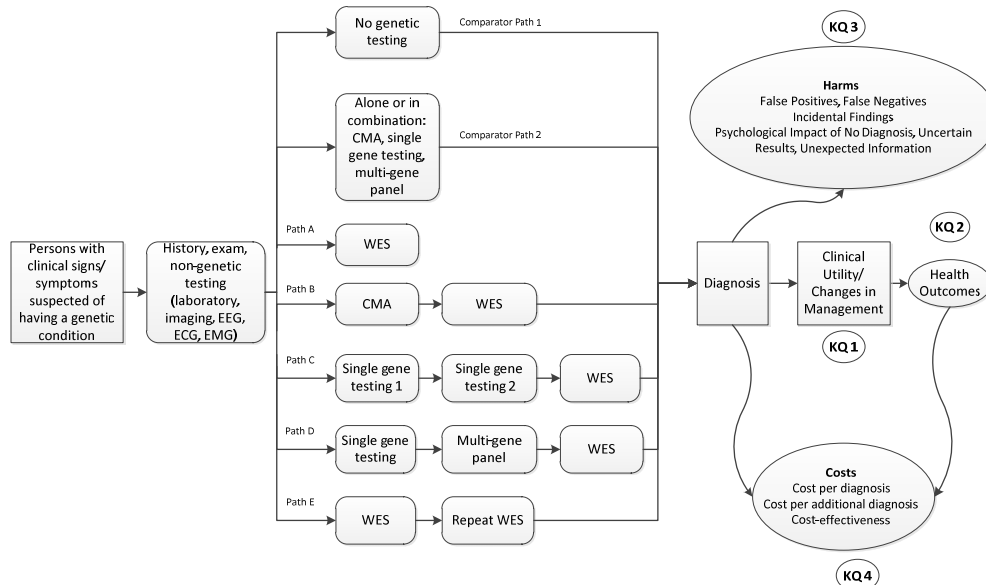 No genetic
testing
Comparator Path 1
Alone or in
combination:
CMA, single
gene testing,
multi-gene
panel
Comparator Path 2
Path A
WES
Persons with
clinical signs/
symptoms
suspected of
having a genetic
condition
History, exam,
non-genetic
testing
(laboratory,
imaging, EEG,
ECG, EMG)
Path B
CMA
WES
Path C
Single gene
testing 1
Single gene
testing 2
WES
Path D
Single gene
testing
Multi-gene
panel
WES
Path E
WES
Repeat WES
KQ 3
Harms
False Positives, False Negatives
Incidental Findings
Psychological Impact of No Diagnosis, Uncertain
Results, Unexpected Information
Diagnosis
Clinical
Utility/
Changes in
Management
KQ 1
KQ 2
Health
Outcomes
Costs
Cost per diagnosis
Cost per additional diagnosis
Cost-effectiveness
KQ 4